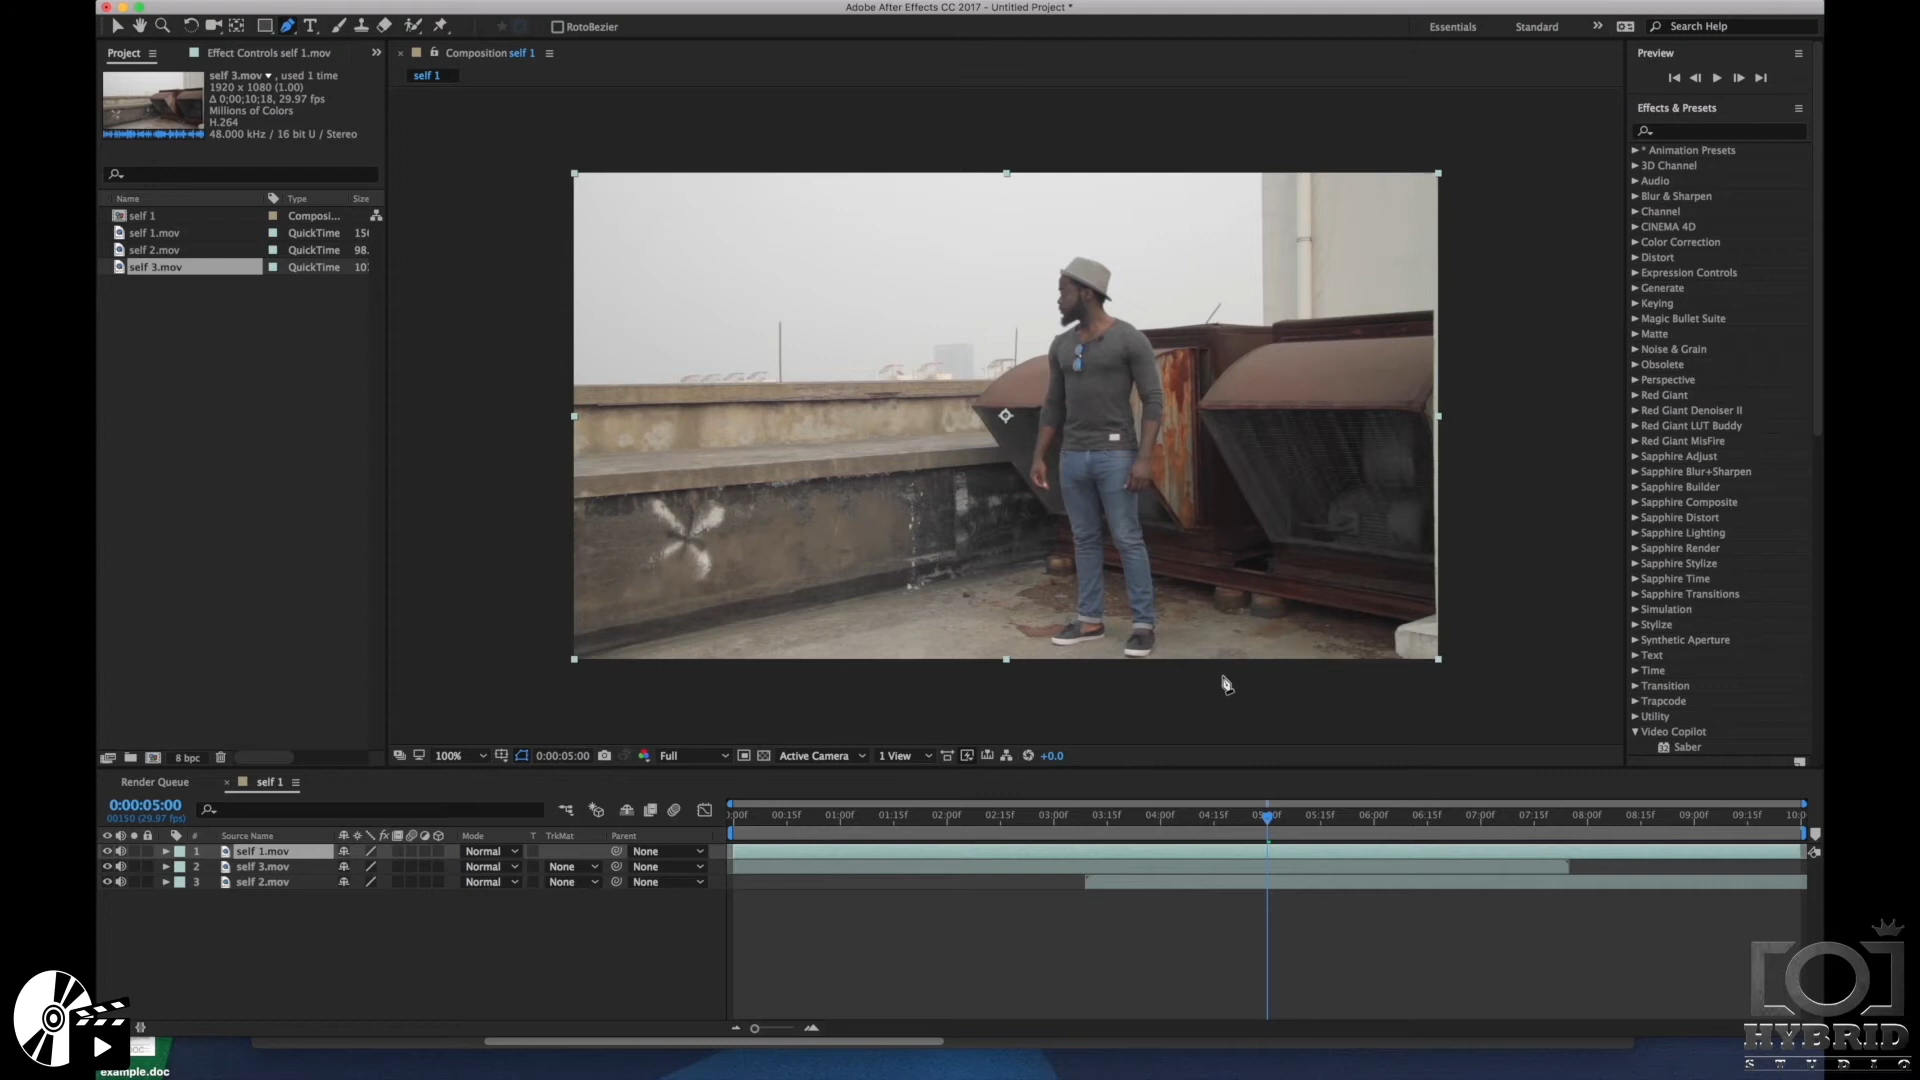 Adobe After Effects CC 2017 - Untitled Project *
RotoBezier
Essentials
Standard
Search Help
Project
Effect Controls self 1.mov
Composition self 1
self 1
self 3.mov , used 1 time
1920 x 1080 (1.00)
Δ 0;00;10;18, 29.97 fps
Millions of Colors
H.264
48.000 kHz / 16 bit U / Stereo
Name Type Size
self 1 Composi...
self 1.mov QuickTime 15
self 2.mov QuickTime 98.
self 3.mov QuickTime 10
8 bpc
100%
0:00:05:00
Full
Active Camera
1 View
+0.0
Preview
Effects & Presets
* Animation Presets
3D Channel
Audio
Blur & Sharpen
Channel
CINEMA 4D
Color Correction
Distort
Expression Controls
Generate
Keying
Magic Bullet Suite
Matte
Noise & Grain
Obsolete
Perspective
Red Giant
Red Giant Denoiser II
Red Giant LUT Buddy
Red Giant MisFire
Sapphire Adjust
Sapphire Blur+Sharpen
Sapphire Builder
Sapphire Composite
Sapphire Distort
Sapphire Lighting
Sapphire Render
Sapphire Stylize
Sapphire Time
Sapphire Transitions
Simulation
Stylize
Synthetic Aperture
Text
Time
Transition
Trapcode
Utility
Video Copilot
Saber
Render Queue
self 1
0:00:05:00
00150 (29.97 fps)
:00f 00:15f 01:00f 01:15f 02:00f 02:15f 03:00f 03:15f 04:00f 04:15f 05:00f 05:15f 06:00f 06:15f 07:00f 07:15f 08:00f 08:15f 09:00f 09:15f 10:0
# Source Name fx Mode T TrkMat Parent
1 self 1.mov Normal None
2 self 3.mov Normal None None
3 self 2.mov Normal None None
example.doc
HYBRID
STUDIO